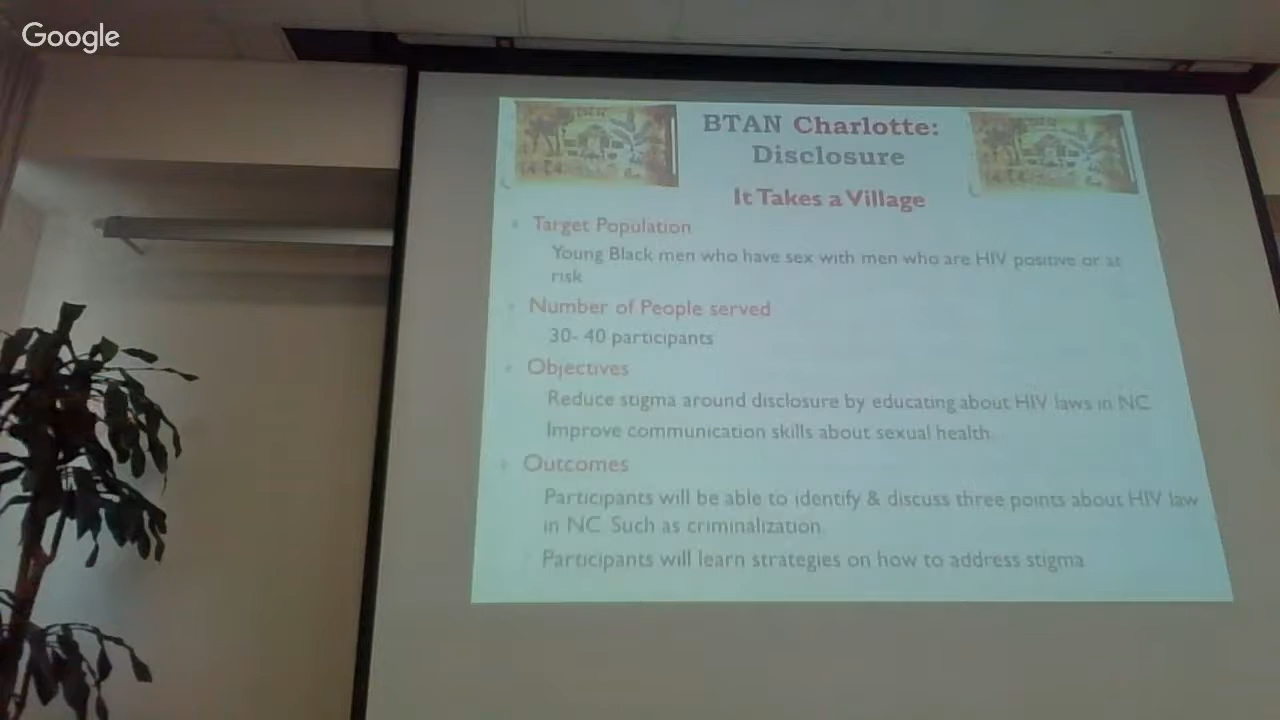 Google
BTAN Charlotte:
Disclosure
It Takes a Village
Target Population
Young Black men who have sex with men who are HIV positive or at
risk
Number of People served
30- 40 participants
Objectives
Reduce stigma around disclosure by educating about HIV laws in NC
Improve communication skills about sexual health.
Outcomes
Participants will be able to identify & discuss three points about HIV law
in NC. Such as criminalization.
Participants will learn strategies on how to address stigma